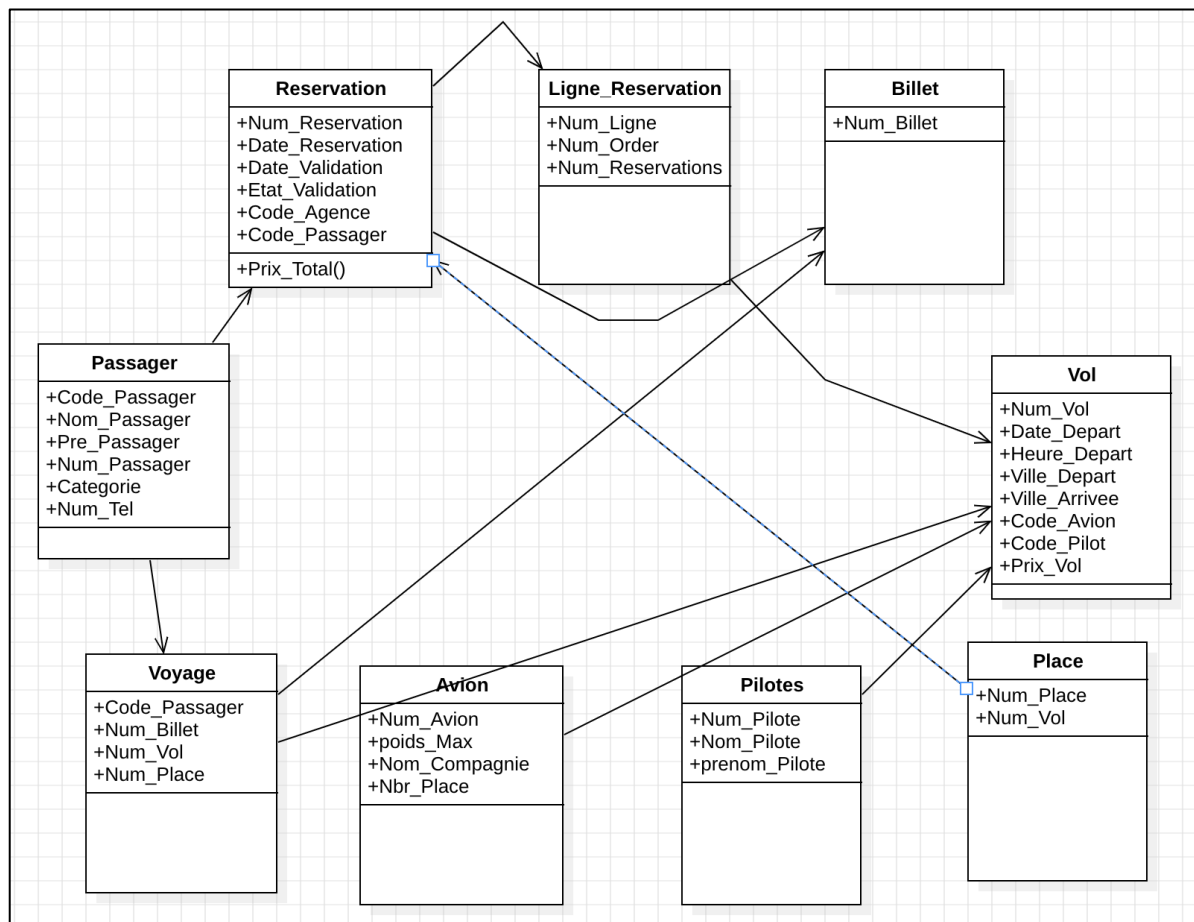 Reservation
+Num_Reservation
+Date_Reservation
+Date_Validation
+Etat_Validation
+Code_Agence
+Code_Passager
+Prix_Total()
Ligne_Reservation
+Num_Ligne
+Num_Order
+Num_Reservations
Billet
+Num_Billet
Passager
+Code_Passager
+Nom_Passager
+Pre_Passager
+Num_Passager
+Categorie
+Num_Tel
Vol
+Num_Vol
+Date_Depart
+Heure_Depart
+Ville_Depart
+Ville_Arrivee
+Code_Avion
+Code_Pilot
+Prix_Vol
Voyage
+Code_Passager
+Num_Billet
+Num_Vol
+Num_Place
Avion
+Num_Avion
+poids_Max
+Nom_Compagnie
+Nbr_Place
Pilotes
+Num_Pilote
+Nom_Pilote
+prenom_Pilote
Place
+Num_Place
+Num_Vol